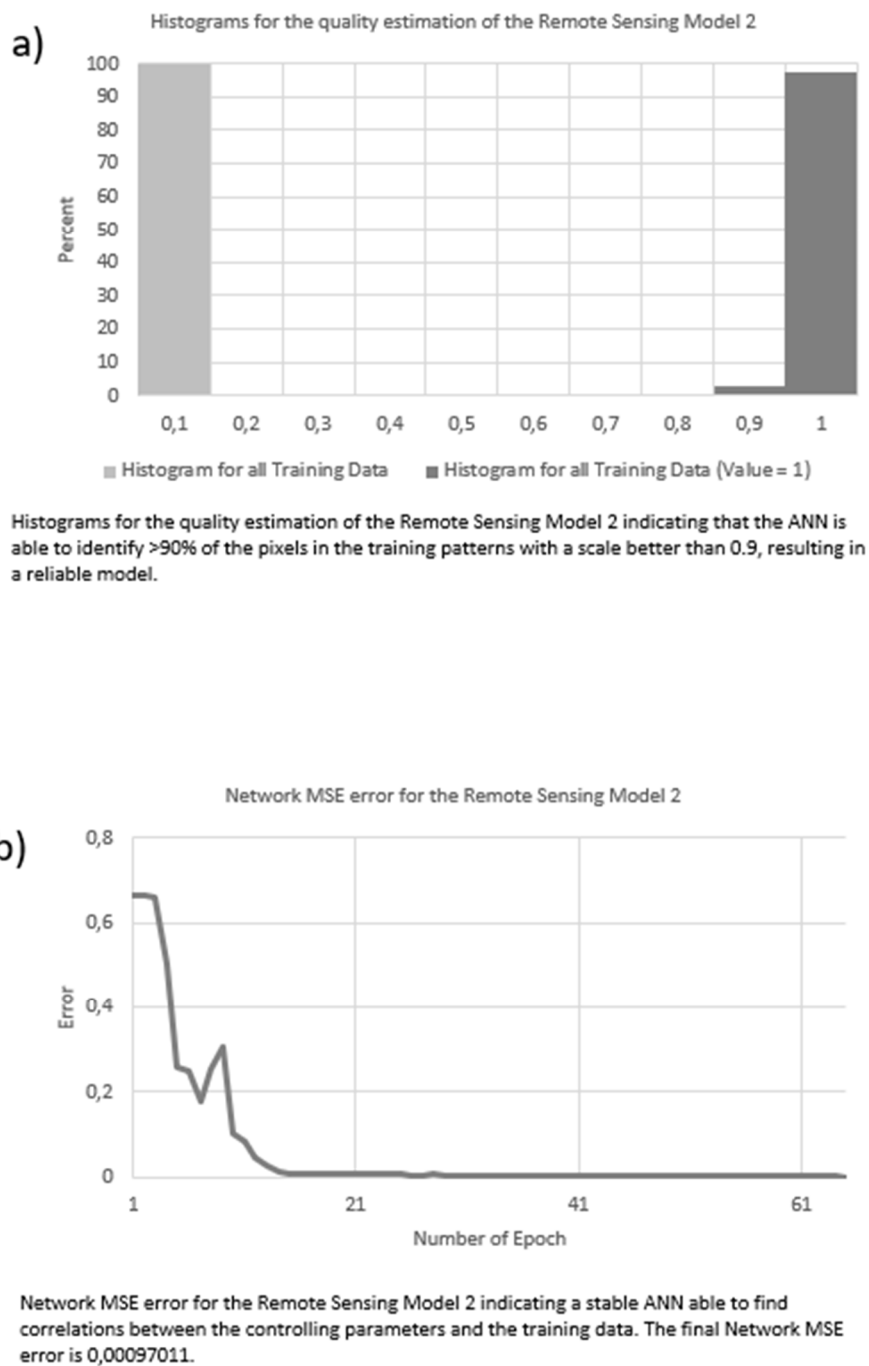 a)
Histograms for the quality estimation of the Remote Sensing Model 2
100
90
80
70
60
50
40
30
20
10
0
Percent
0,1 0,2 0,3 0,4 0,5 0,6 0,7 0,8 0,9 1
Histogram for all Training Data Histogram for all Training Data (Value = 1)
Histograms for the quality estimation of the Remote Sensing Model 2 indicating that the ANN is
able to identify >90% of the pixels in the training patterns with a scale better than 0.9, resulting in
a reliable model.
Network MSE error for the Remote Sensing Model 2
b)
0,8
0,6
0,4
0,2
0
Error
1 21 41 61
Number of Epoch
Network MSE error for the Remote Sensing Model 2 indicating a stable ANN able to find
correlations between the controlling parameters and the training data. The final Network MSE
error is 0,00097011.